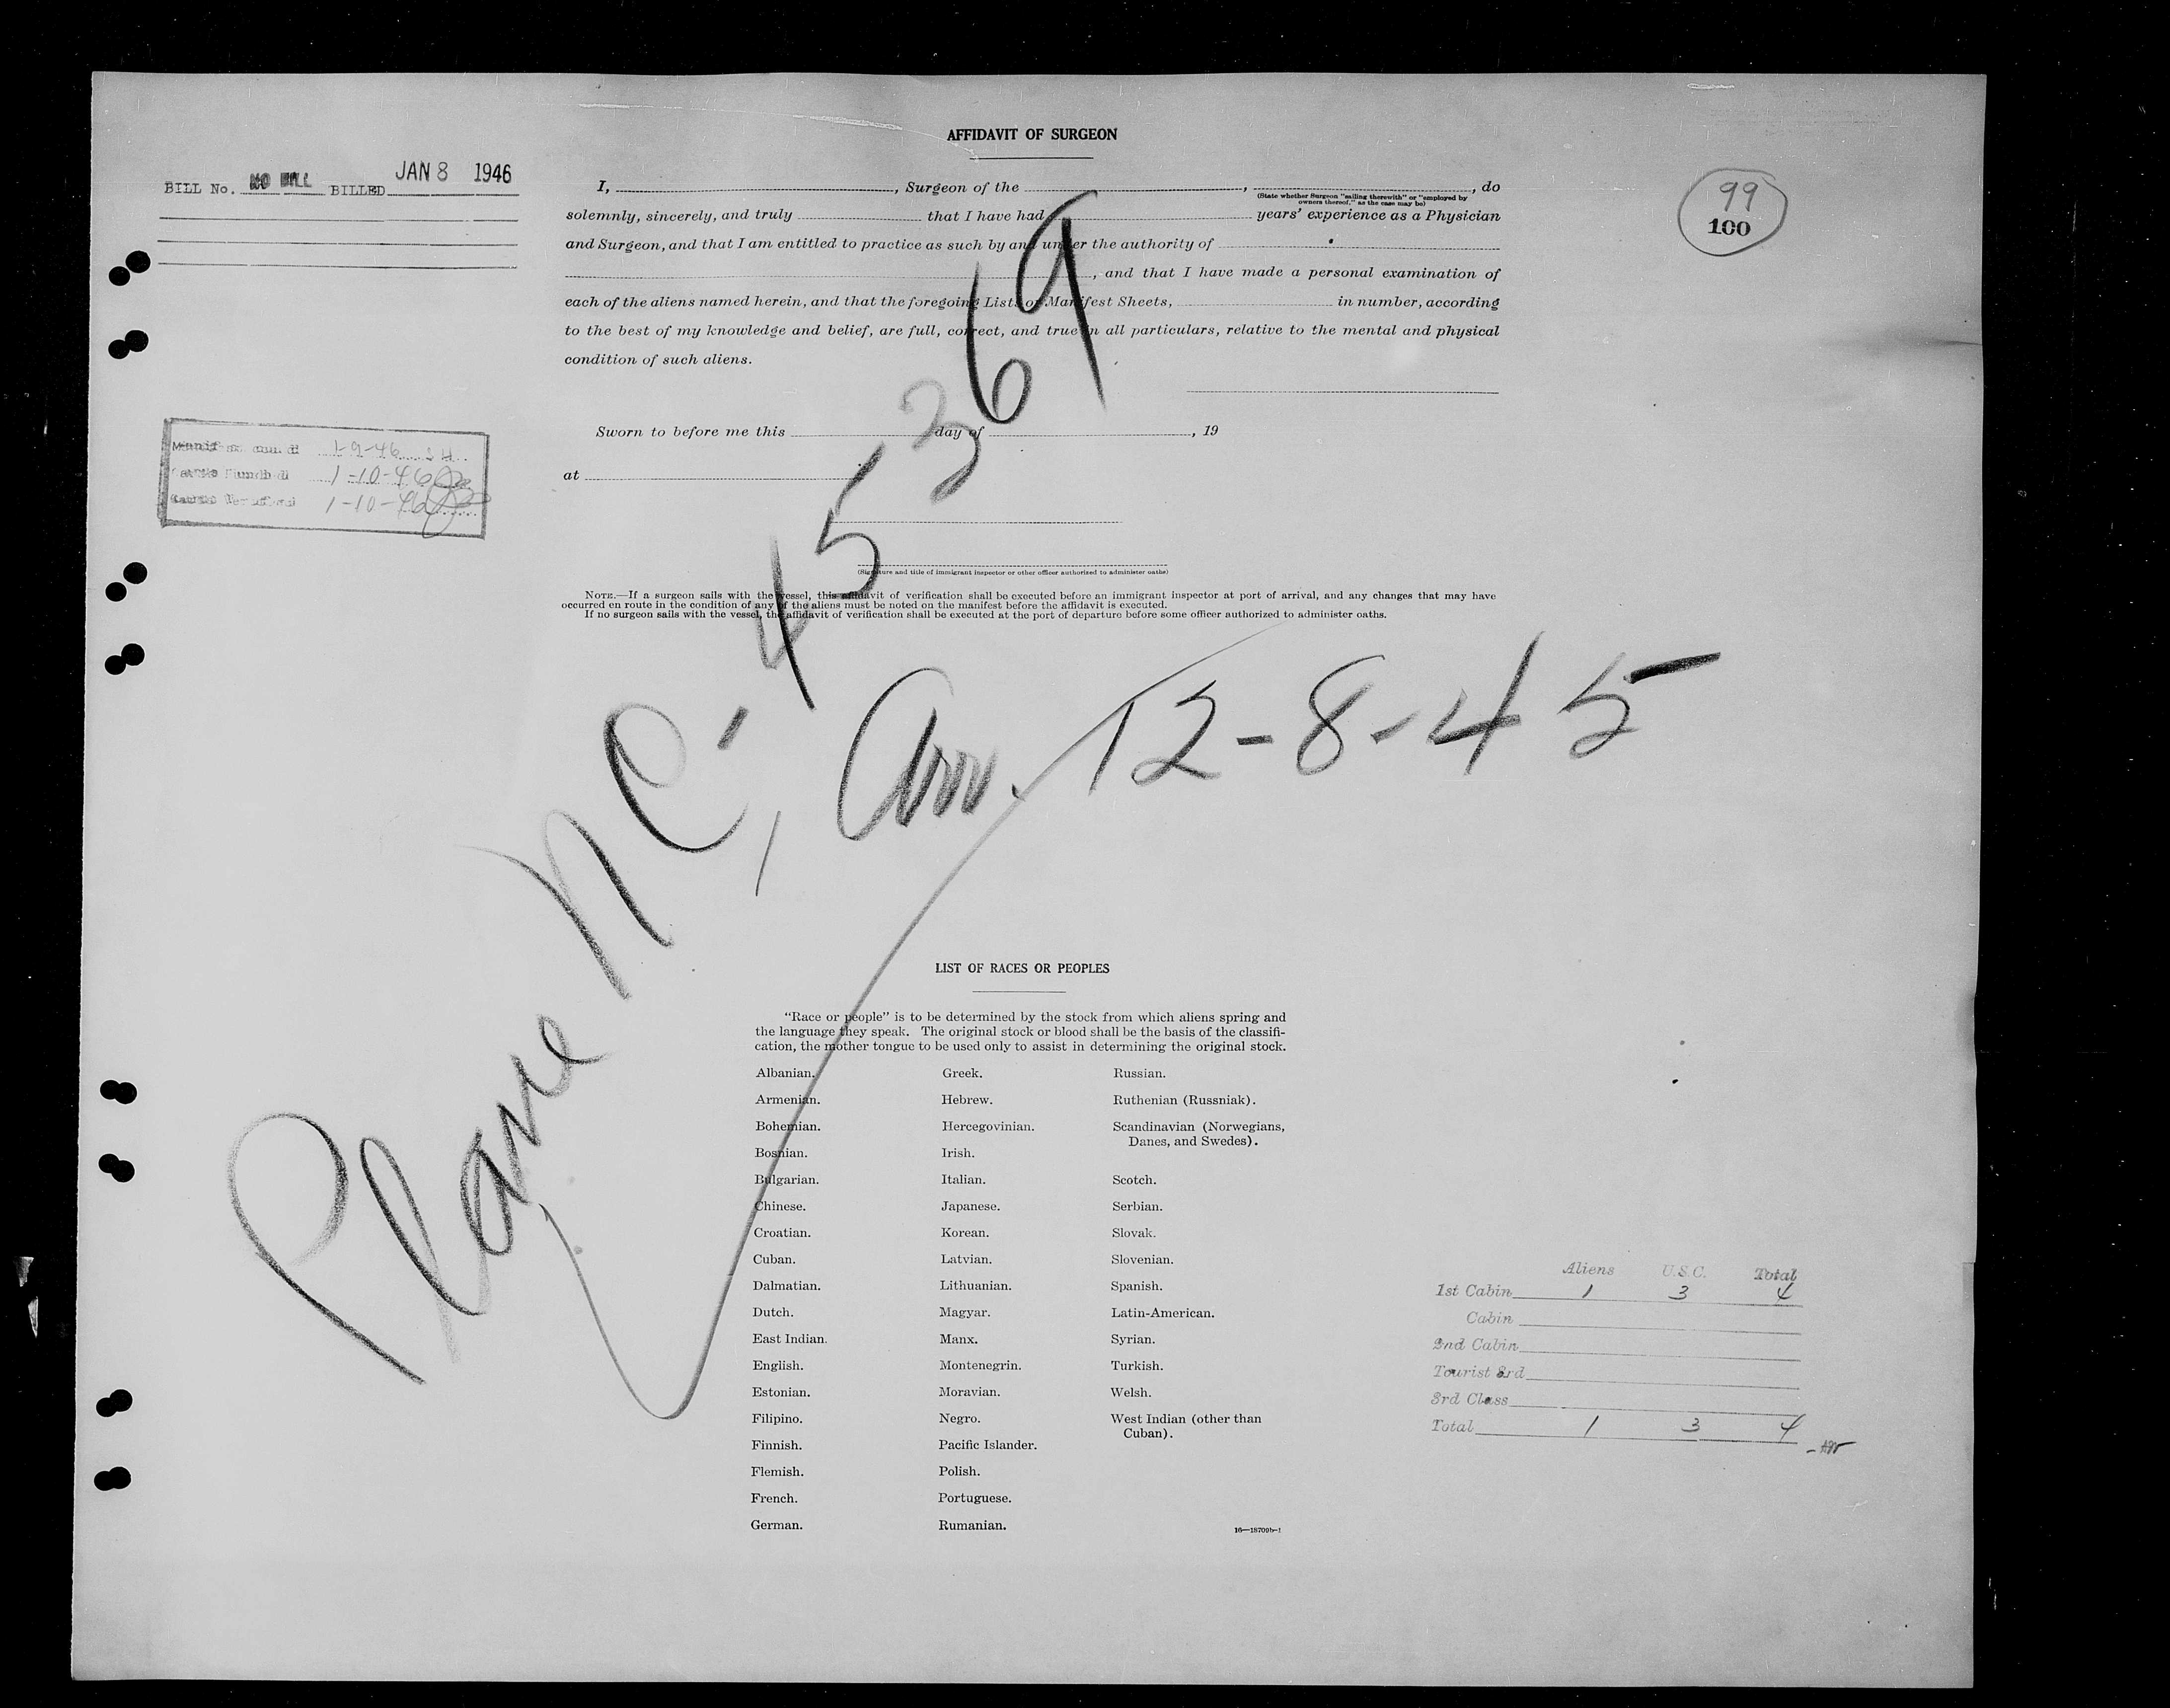 AFFIDAVIT OF SURGEON
BILL No. NO BILL BILLED JAN 8 1946
99
100
I, , Surgeon of the , , do
(State whether Surgeon "sailing therewith" or "employed by owners thereof," as the case may be)
solemnly, sincerely, and truly that I have had years' experience as a Physician
and Surgeon, and that I am entitled to practice as such by and under the authority of
, and that I have made a personal examination of
each of the aliens named herein, and that the foregoing Lists or Manifest Sheets, in number, according
to the best of my knowledge and belief, are full, correct, and true in all particulars, relative to the mental and physical
condition of such aliens.
Sworn to before me this day of , 19
at
1-9-46
1-10-46
1-10-46
(Signature and title of immigrant inspector or other officer authorized to administer oaths)
NOTE.—If a surgeon sails with the vessel, this affidavit of verification shall be executed before an immigrant inspector at port of arrival, and any changes that may have
occurred en route in the condition of any of the aliens must be noted on the manifest before the affidavit is executed.
If no surgeon sails with the vessel, the affidavit of verification shall be executed at the port of departure before some officer authorized to administer oaths.
Plane NC-45369, Arr. 12-8-45
LIST OF RACES OR PEOPLES
"Race or people" is to be determined by the stock from which aliens spring and
the language they speak. The original stock or blood shall be the basis of the classifi-
cation, the mother tongue to be used only to assist in determining the original stock.
Albanian.
Armenian.
Bohemian.
Bosnian.
Bulgarian.
Chinese.
Croatian.
Cuban.
Dalmatian.
Dutch.
East Indian.
English.
Estonian.
Filipino.
Finnish.
Flemish.
French.
German.
Greek.
Hebrew.
Hercegovinian.
Irish.
Italian.
Japanese.
Korean.
Latvian.
Lithuanian.
Magyar.
Manx.
Montenegrin.
Moravian.
Negro.
Pacific Islander.
Polish.
Portuguese.
Rumanian.
Russian.
Ruthenian (Russniak).
Scandinavian (Norwegians,
Danes, and Swedes).
Scotch.
Serbian.
Slovak.
Slovenian.
Spanish.
Latin-American.
Syrian.
Turkish.
Welsh.
West Indian (other than
Cuban).
16—18709b-1
Aliens U.S.C. Total
1st Cabin 1 3 4
Cabin
2nd Cabin
Tourist 3rd
3rd Class
Total 1 3 4